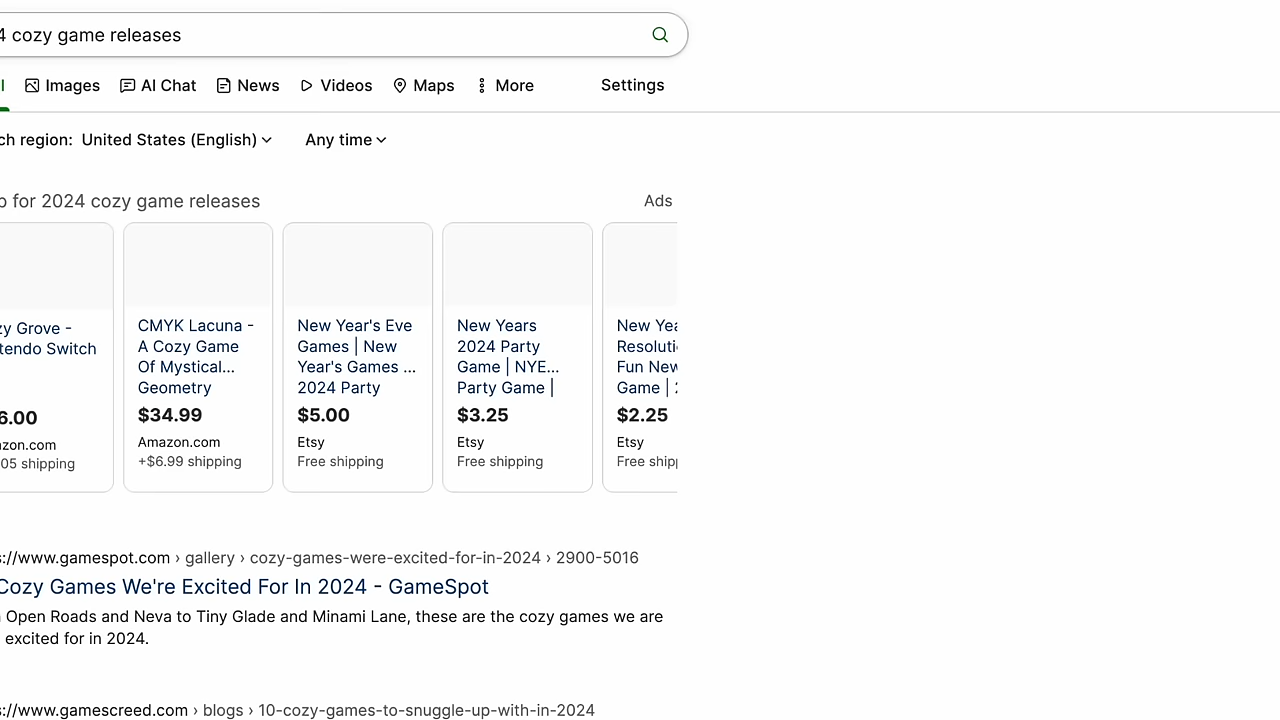 4 cozy game releases
l Images AI Chat News Videos Maps More Settings
ch region: United States (English) Any time
p for 2024 cozy game releases Ads
zy Grove -
tendo Switch
6.00
azon.com
05 shipping
CMYK Lacuna -
A Cozy Game
Of Mystical...
Geometry
$34.99
Amazon.com
+$6.99 shipping
New Year's Eve
Games | New
Year's Games ...
2024 Party
$5.00
Etsy
Free shipping
New Years
2024 Party
Game | NYE...
Party Game |
$3.25
Etsy
Free shipping
New Yea
Resoluti
Fun New
Game | 2
$2.25
Etsy
Free shipp
s://www.gamespot.com › gallery › cozy-games-were-excited-for-in-2024 › 2900-5016
Cozy Games We're Excited For In 2024 - GameSpot
Open Roads and Neva to Tiny Glade and Minami Lane, these are the cozy games we are
excited for in 2024.
s://www.gamescreed.com › blogs › 10-cozy-games-to-snuggle-up-with-in-2024